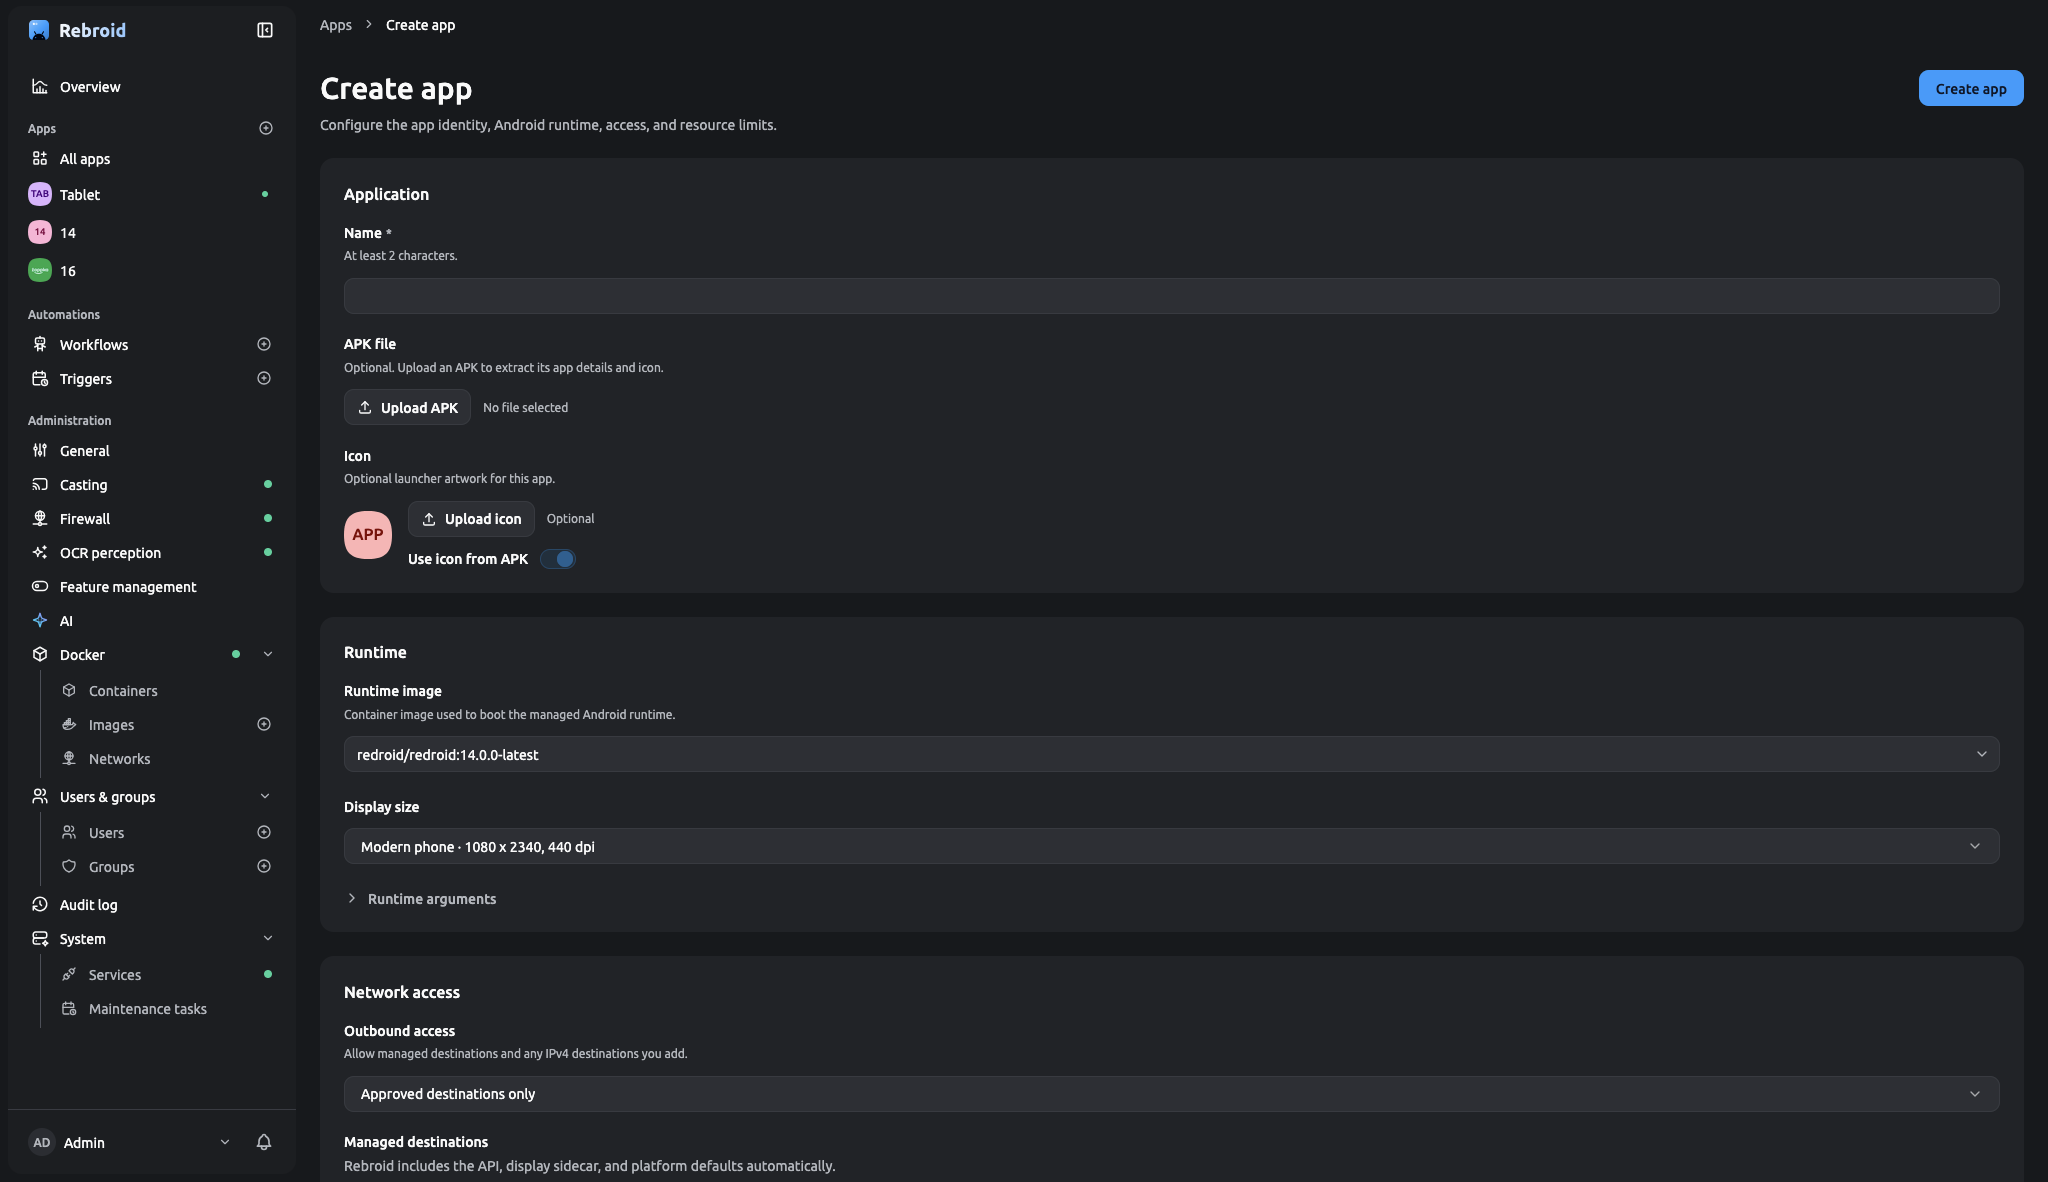 Rebroid
Overview
Apps
All apps
TAB Tablet
14 14
16
Automations
Workflows
Triggers
Administration
General
Casting
Firewall
OCR perception
Feature management
AI
Docker
Containers
Images
Networks
Users & groups
Users
Groups
Audit log
System
Services
Maintenance tasks
AD Admin
Apps > Create app
Create app
Create app
Configure the app identity, Android runtime, access, and resource limits.
Application
Name *
At least 2 characters.
APK file
Optional. Upload an APK to extract its app details and icon.
Upload APK No file selected
Icon
Optional launcher artwork for this app.
APP
Upload icon Optional
Use icon from APK
Runtime
Runtime image
Container image used to boot the managed Android runtime.
redroid/redroid:14.0.0-latest
Display size
Modern phone · 1080 x 2340, 440 dpi
Runtime arguments
Network access
Outbound access
Allow managed destinations and any IPv4 destinations you add.
Approved destinations only
Managed destinations
Rebroid includes the API, display sidecar, and platform defaults automatically.